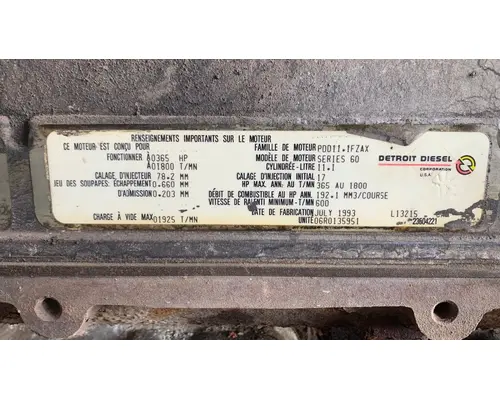 RENSEIGNEMENTS IMPORTANTS SUR LE MOTEUR
CE MOTEUR EST CONÇU POUR FAMILLE DE MOTEUR PDD11.1FZAX
FONCTIONNER À 0365 HP MODÈLE DE MOTEUR SERIES 60
À 01800 T/MN CYLINDRÉE-LITRE 11.1
CALAGE D'INJECTEUR 78.2 MM CALAGE D'INJECTION INITIAL 17
JEU DES SOUPAPES: ÉCHAPPEMENT 0.660 MM HP MAX. ANN. AU T/MN 365 AU 1800
D'ADMISSION 0.203 MM DÉBIT DE COMBUSTIBLE AU HP ANN. 192.1 MM3/COURSE
VITESSE DE RALENTI MINIMUM-T/MN 600
DATE DE FABRICATION JULY 1993 L13215
CHARGE À VIDE MAX 01925 T/MN UNITÉ 06R0135951 23504221
DETROIT DIESEL
CORPORATION
U.S.A.